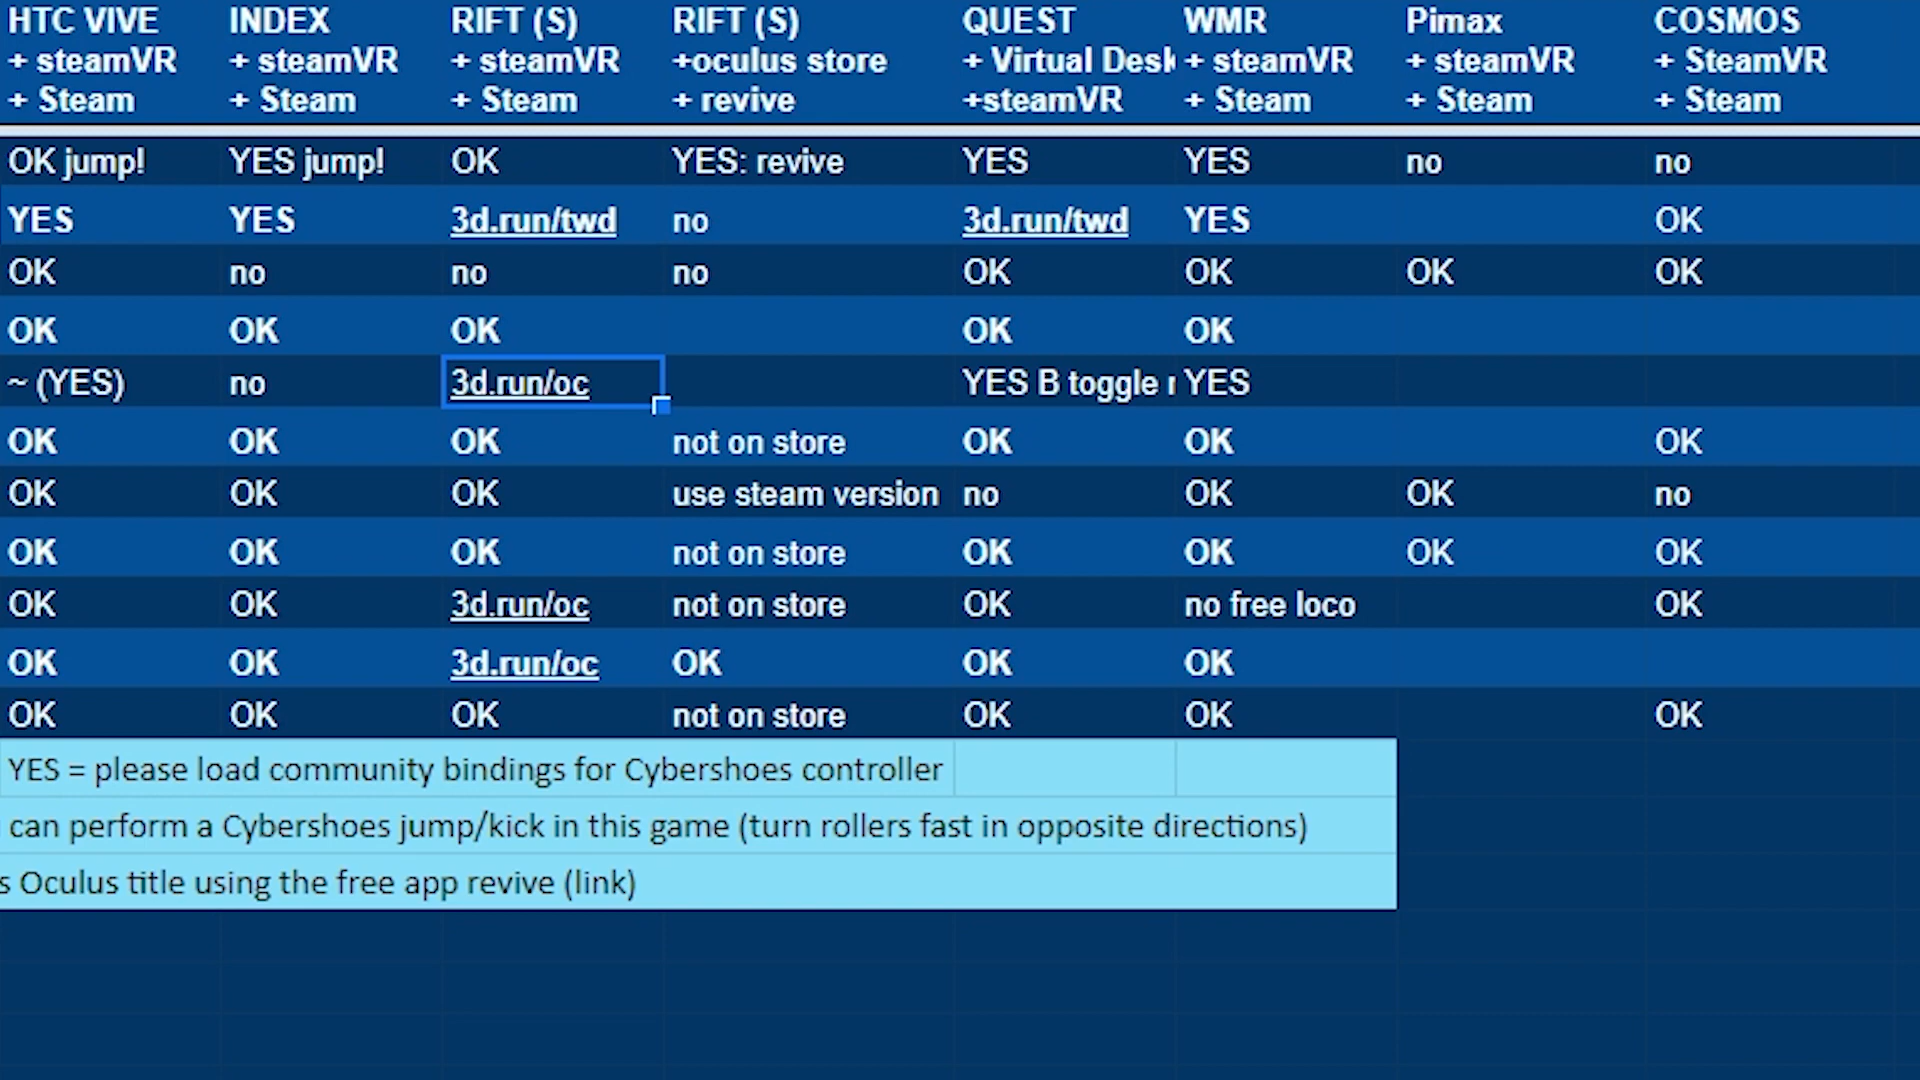 HTC VIVE INDEX RIFT (S) RIFT (S) QUEST WMR Pimax COSMOS
+ steamVR + steamVR + steamVR +oculus store + Virtual Desk + steamVR + steamVR + SteamVR
+ Steam + Steam + Steam + revive +steamVR + Steam + Steam + Steam
OK jump! YES jump! OK YES: revive YES YES no no
YES YES 3d.run/twd no 3d.run/twd YES OK
OK no no no OK OK OK OK
OK OK OK OK OK
~ (YES) no 3d.run/oc YES B toggle YES
OK OK OK not on store OK OK OK
OK OK OK use steam version no OK OK no
OK OK OK not on store OK OK OK OK
OK OK 3d.run/oc not on store OK no free loco OK
OK OK 3d.run/oc OK OK OK
OK OK OK not on store OK OK OK
YES = please load community bindings for Cybershoes controller
can perform a Cybershoes jump/kick in this game (turn rollers fast in opposite directions)
s Oculus title using the free app revive (link)